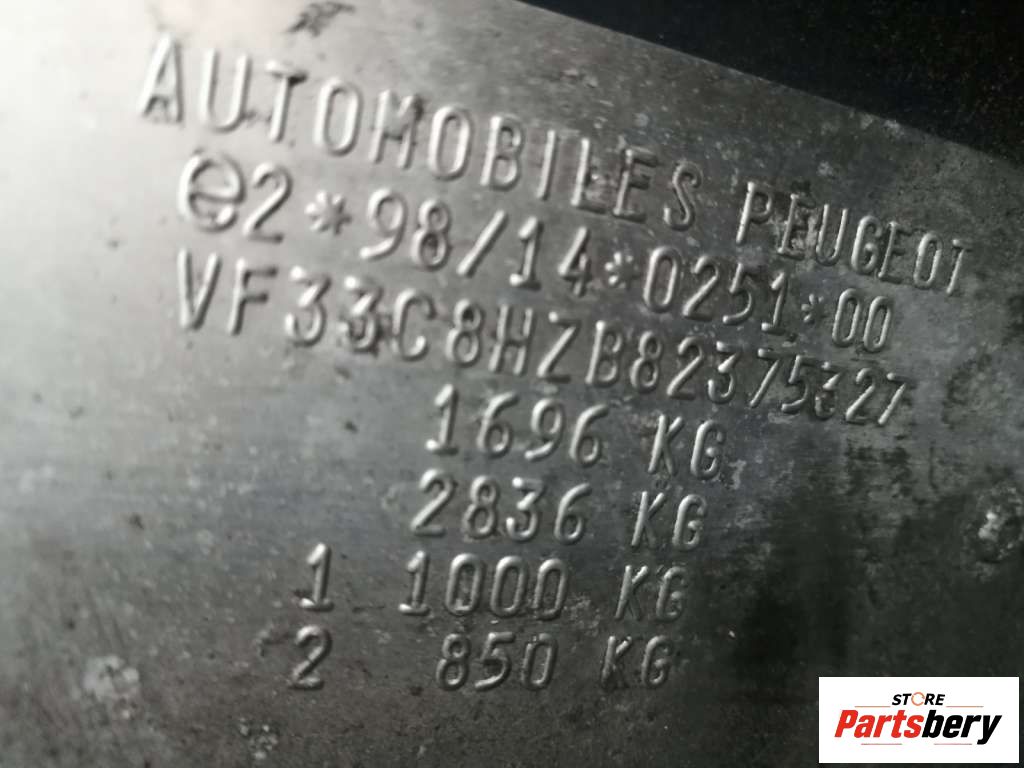 AUTOMOBILES PEUGEOT
e2*98/14*0251*00
VF33C8HZB82375327
1696 KG
2836 KG
1 1000 KG
2 850 KG
STORE
Partsbery